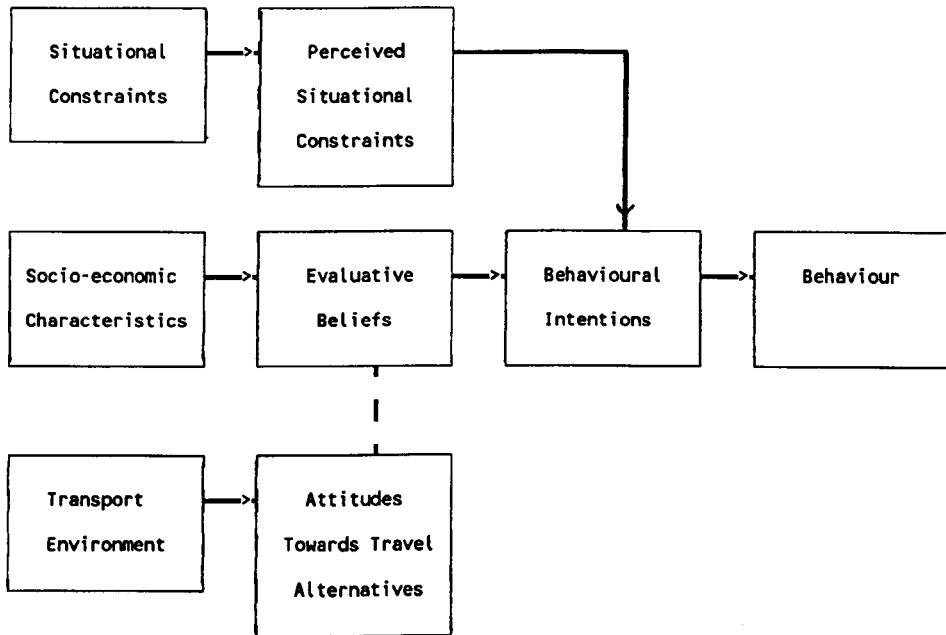 Situational
Constraints
Perceived
Situational
Constraints
Socio-economic
Characteristics
Evaluative
Beliefs
Behavioural
Intentions
Behaviour
Transport
Environment
Attitudes
Towards Travel
Alternatives